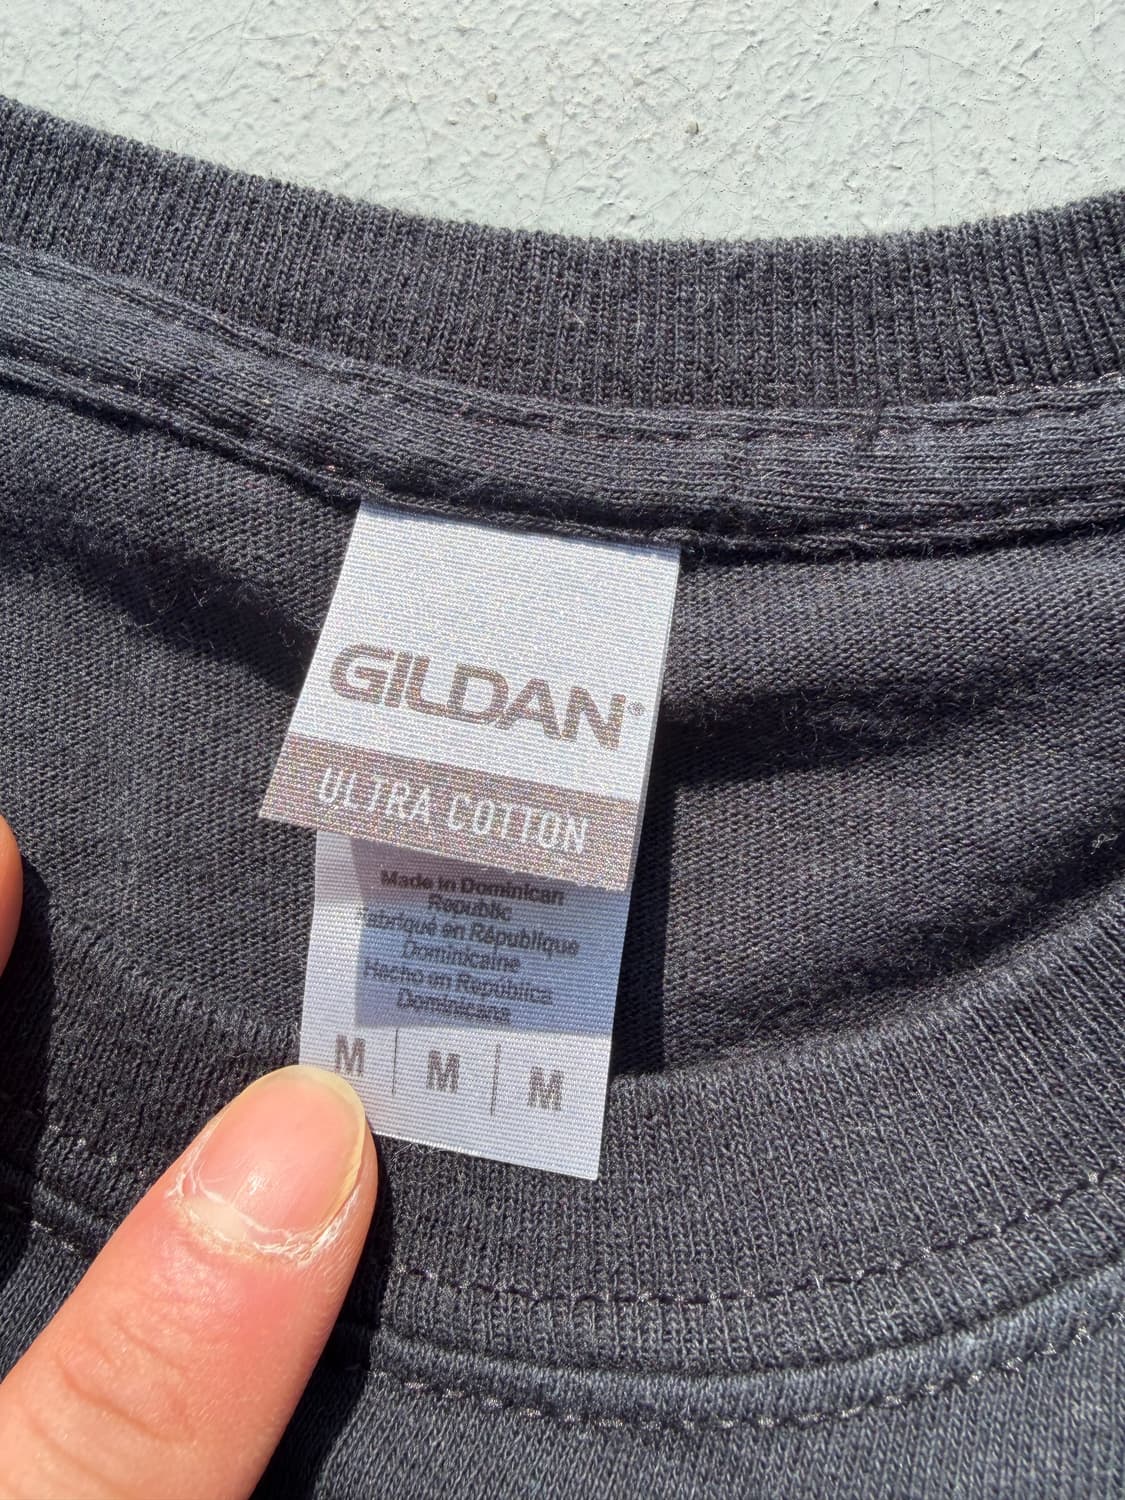 GILDAN®
ULTRA COTTON
Made in Dominican
Republic
Fabriqué en République
Dominicaine
Hecho en República
Dominicana
M | M | M